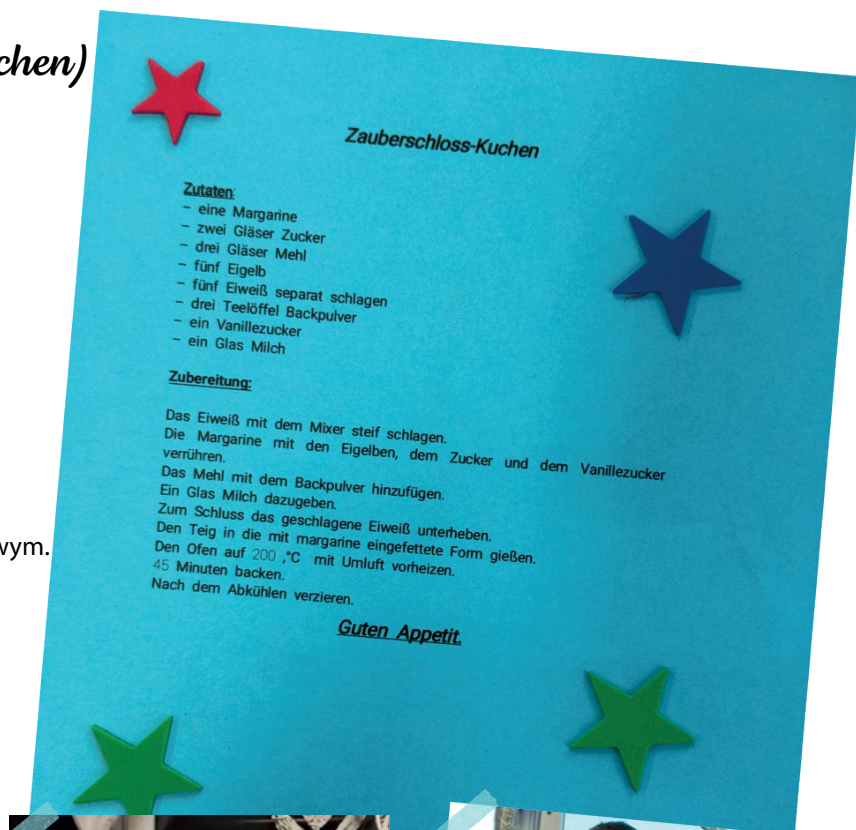 chen)
Zauberschloss-Kuchen
Zutaten:
- eine Margarine
- zwei Gläser Zucker
- drei Gläser Mehl
- fünf Eigelb
- fünf Eiweiß separat schlagen
- drei Teelöffel Backpulver
- ein Vanillezucker
- ein Glas Milch
Zubereitung:
Das Eiweiß mit dem Mixer steif schlagen.
Die Margarine mit den Eigelben, dem Zucker und dem Vanillezucker
verrühren.
Das Mehl mit dem Backpulver hinzufügen.
Ein Glas Milch dazugeben.
Zum Schluss das geschlagene Eiweiß unterheben.
Den Teig in die mit margarine eingefettete Form gießen.
Den Ofen auf 200 ,°C mit Umluft vorheizen.
45 Minuten backen.
Nach dem Abkühlen verzieren.
Guten Appetit.
wym.